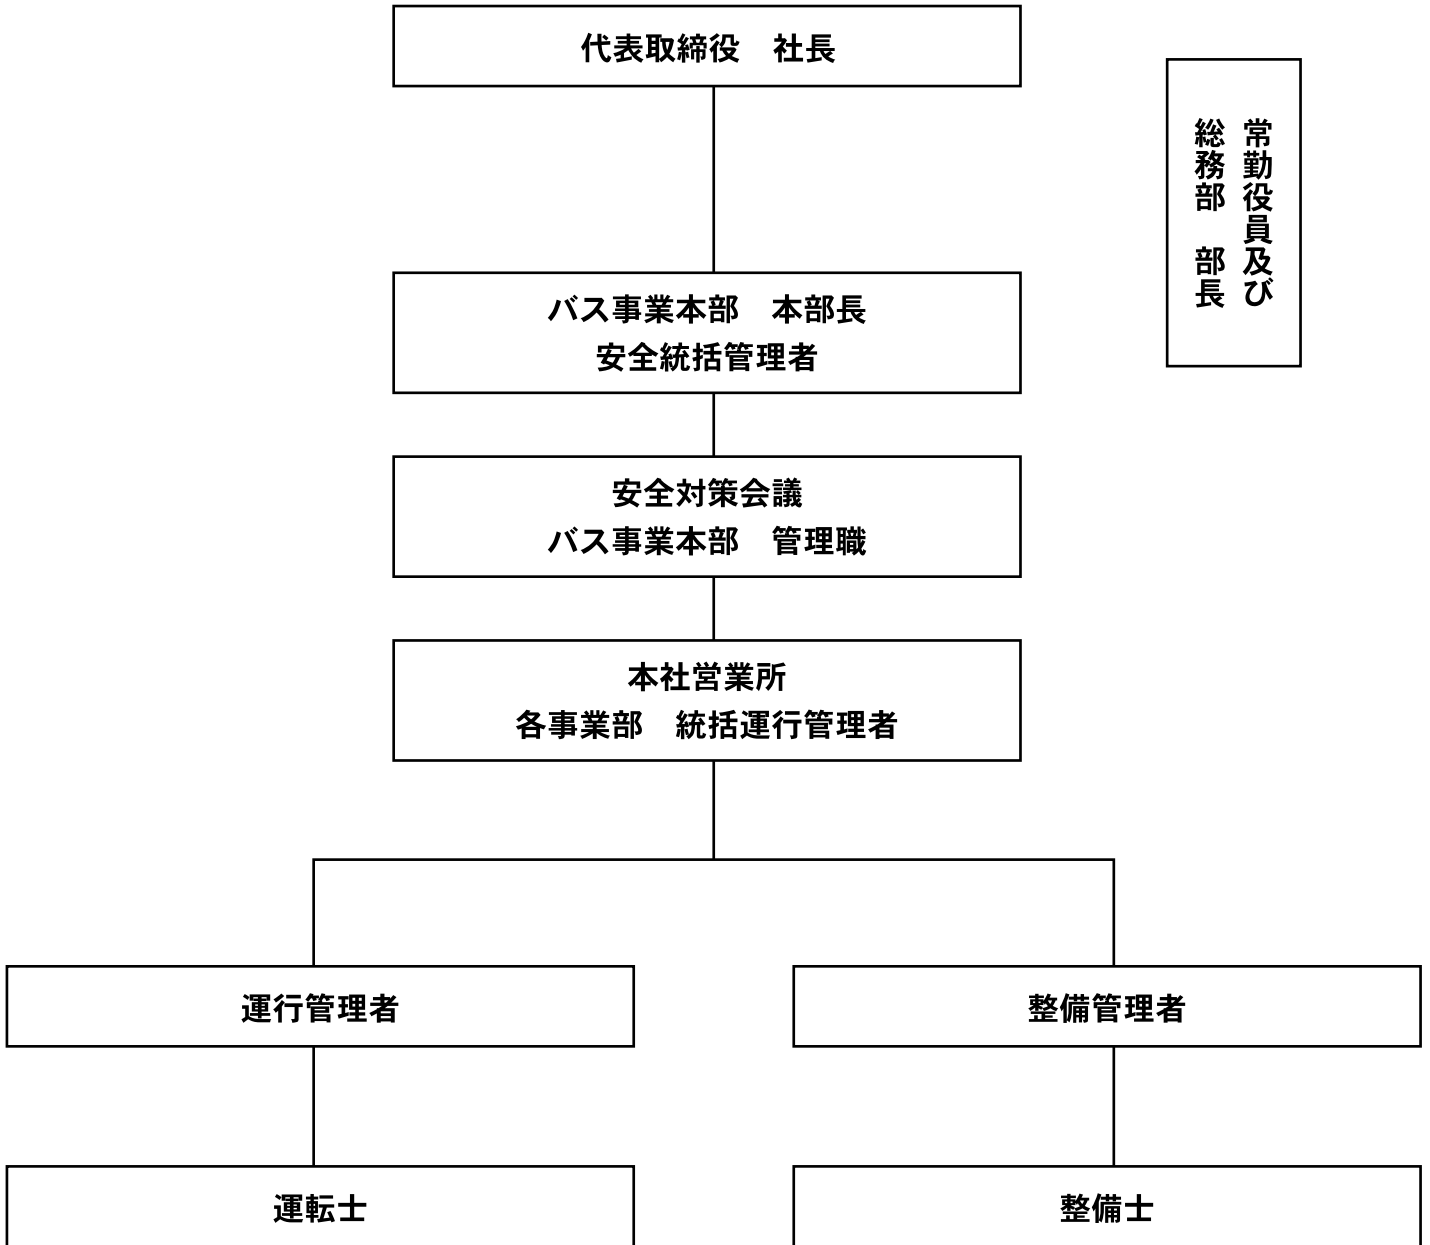 代表取締役　社長
常勤役員及び
総務部　部長
バス事業本部　本部長
安全統括管理者
安全対策会議
バス事業本部　管理職
本社営業所
各事業部　統括運行管理者
運行管理者
整備管理者
運転士
整備士